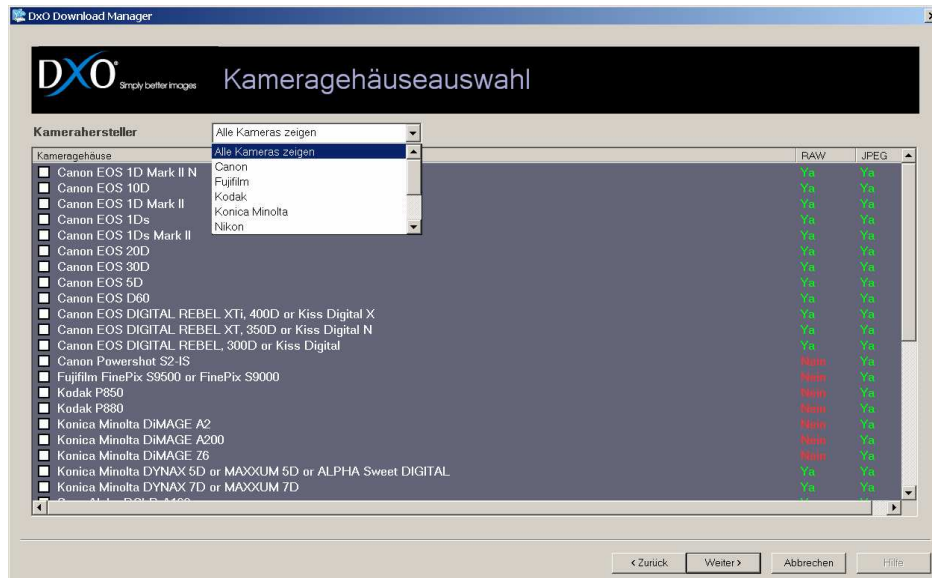 DxO Download Manager
DXO Simply better images
Kameragehäuseauswahl
Kamerahersteller
Alle Kameras zeigen
Alle Kameras zeigen
Canon
Fujifilm
Kodak
Konica Minolta
Nikon
Kameragehäuse RAW JPEG
Canon EOS 1D Mark II N Ya Ya
Canon EOS 10D Ya Ya
Canon EOS 1D Mark II Ya Ya
Canon EOS 1Ds Ya Ya
Canon EOS 1Ds Mark II Ya Ya
Canon EOS 20D Ya Ya
Canon EOS 30D Ya Ya
Canon EOS 5D Ya Ya
Canon EOS D60 Ya Ya
Canon EOS DIGITAL REBEL XTi, 400D or Kiss Digital X Ya Ya
Canon EOS DIGITAL REBEL XT, 350D or Kiss Digital N Ya Ya
Canon EOS DIGITAL REBEL, 300D or Kiss Digital Ya Ya
Canon Powershot S2-IS Nein Ya
Fujifilm FinePix S9500 or FinePix S9000 Nein Ya
Kodak P850 Nein Ya
Kodak P880 Nein Ya
Konica Minolta DiMAGE A2 Nein Ya
Konica Minolta DiMAGE A200 Nein Ya
Konica Minolta DiMAGE Z6 Nein Ya
Konica Minolta DYNAX 5D or MAXXUM 5D or ALPHA Sweet DIGITAL Ya Ya
Konica Minolta DYNAX 7D or MAXXUM 7D Ya Ya
< Zurück Weiter > Abbrechen Hilfe